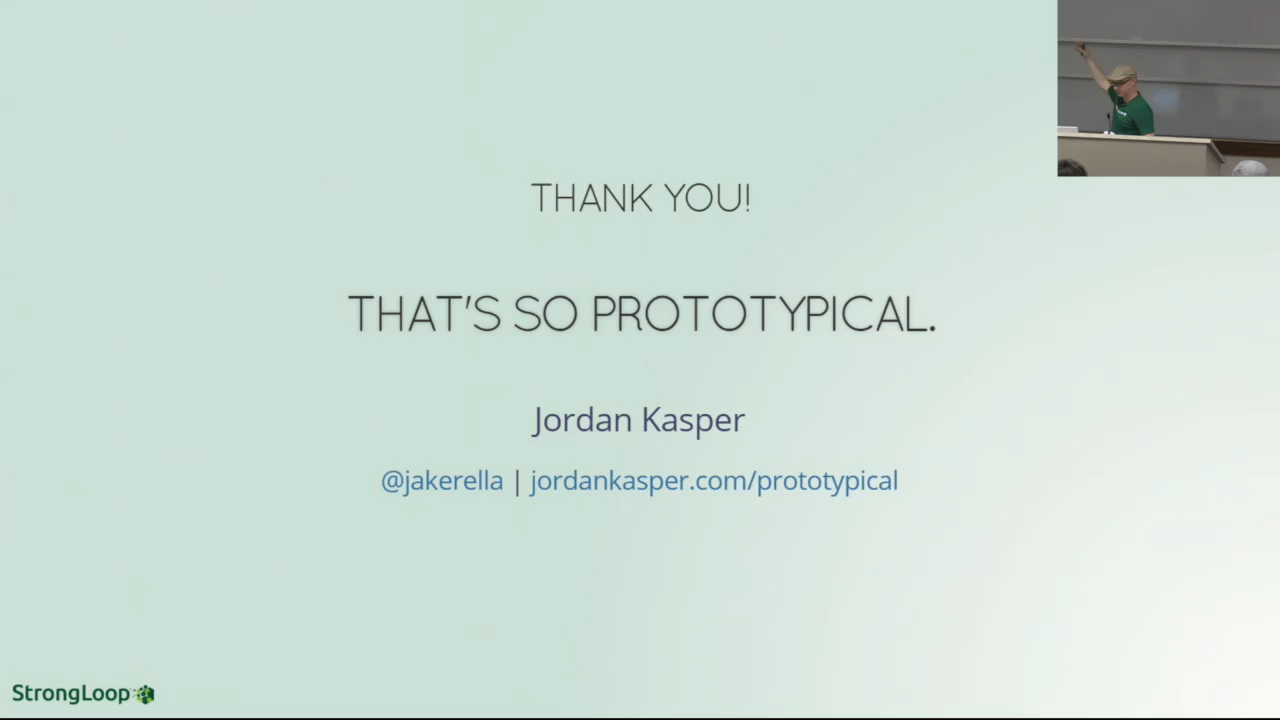 THANK YOU!
THAT'S SO PROTOTYPICAL.
Jordan Kasper
@jakerella | jordankasper.com/prototypical
StrongLoop